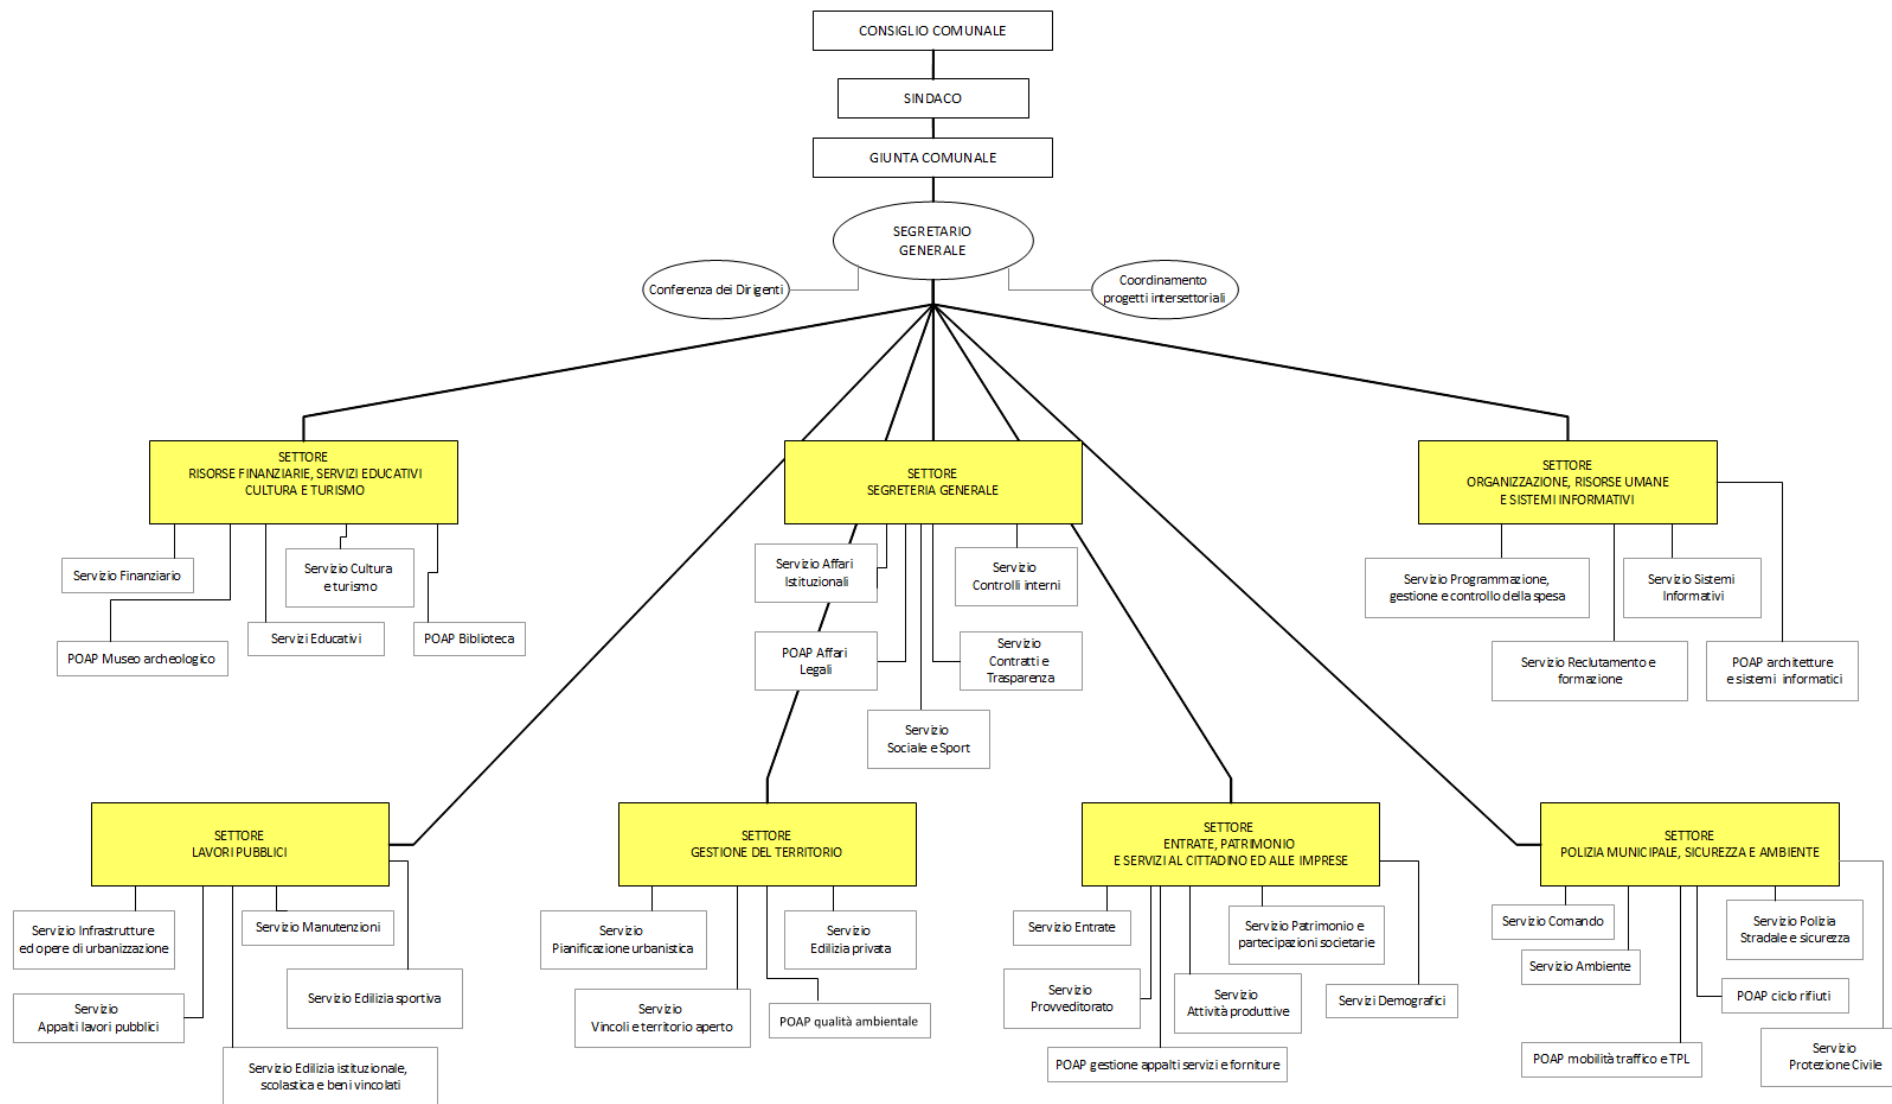 CONSIGLIO COMUNALE
SINDACO
GIUNTA COMUNALE
SEGRETARIO
GENERALE
Conferenza dei Dirigenti
Coordinamento
progetti intersettoriali
SETTORE
RISORSE FINANZIARIE, SERVIZI EDUCATIVI
CULTURA E TURISMO
SETTORE
SEGRETERIA GENERALE
SETTORE
ORGANIZZAZIONE, RISORSE UMANE
E SISTEMI INFORMATIVI
Servizio Finanziario
Servizio Cultura
e turismo
POAP Museo archeologico
Servizi Educativi
POAP Biblioteca
Servizio Affari
Istituzionali
Servizio
Controlli interni
POAP Affari
Legali
Servizio
Contratti e
Trasparenza
Servizio
Sociale e Sport
Servizio Programmazione,
gestione e controllo della spesa
Servizio Sistemi
Informativi
Servizio Reclutamento e
formazione
POAP architetture
e sistemi informatici
SETTORE
LAVORI PUBBLICI
SETTORE
GESTIONE DEL TERRITORIO
SETTORE
ENTRATE, PATRIMONIO
E SERVIZI AL CITTADINO ED ALLE IMPRESE
SETTORE
POLIZIA MUNICIPALE, SICUREZZA E AMBIENTE
Servizio Infrastrutture
ed opere di urbanizzazione
Servizio Manutenzioni
Servizio
Appalti lavori pubblici
Servizio Edilizia sportiva
Servizio Edilizia istituzionale,
scolastica e beni vincolati
Servizio
Pianificazione urbanistica
Servizio
Edilizia privata
Servizio
Vincoli e territorio aperto
POAP qualità ambientale
Servizio Entrate
Servizio Patrimonio e
partecipazioni societarie
Servizio
Provveditorato
Servizio
Attività produttive
Servizi Demografici
POAP gestione appalti servizi e forniture
Servizio Comando
Servizio Polizia
Stradale e sicurezza
Servizio Ambiente
POAP ciclo rifiuti
POAP mobilità traffico e TPL
Servizio
Protezione Civile